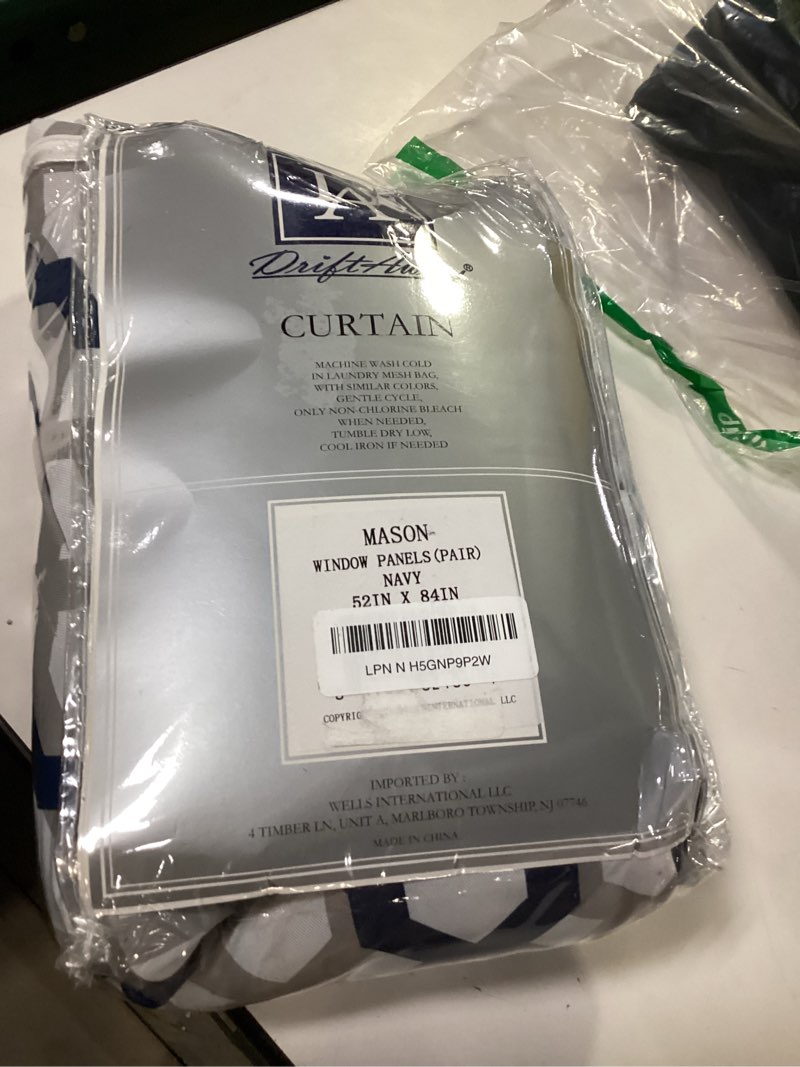 CURTAIN
MACHINE WASH COLD
IN LAUNDRY MESH BAG,
WITH SIMILAR COLORS,
GENTLE CYCLE,
ONLY NON-CHLORINE BLEACH
WHEN NEEDED,
TUMBLE DRY LOW,
COOL IRON IF NEEDED
MASON
WINDOW PANELS(PAIR)
NAVY
52IN X 84IN
LPN N H5GNP9P2W
LLC
IMPORTED BY :
WELLS INTERNATIONAL LLC
4 TIMBER LN, UNIT A, MARLBORO TOWNSHIP, NJ 07746
MADE IN CHINA